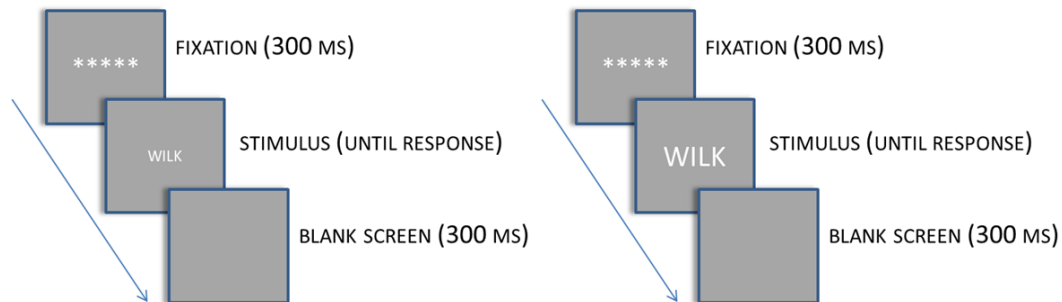 ***** FIXATION (300 MS)
WILK STIMULUS (UNTIL RESPONSE)
BLANK SCREEN (300 MS)
***** FIXATION (300 MS)
WILK STIMULUS (UNTIL RESPONSE)
BLANK SCREEN (300 MS)